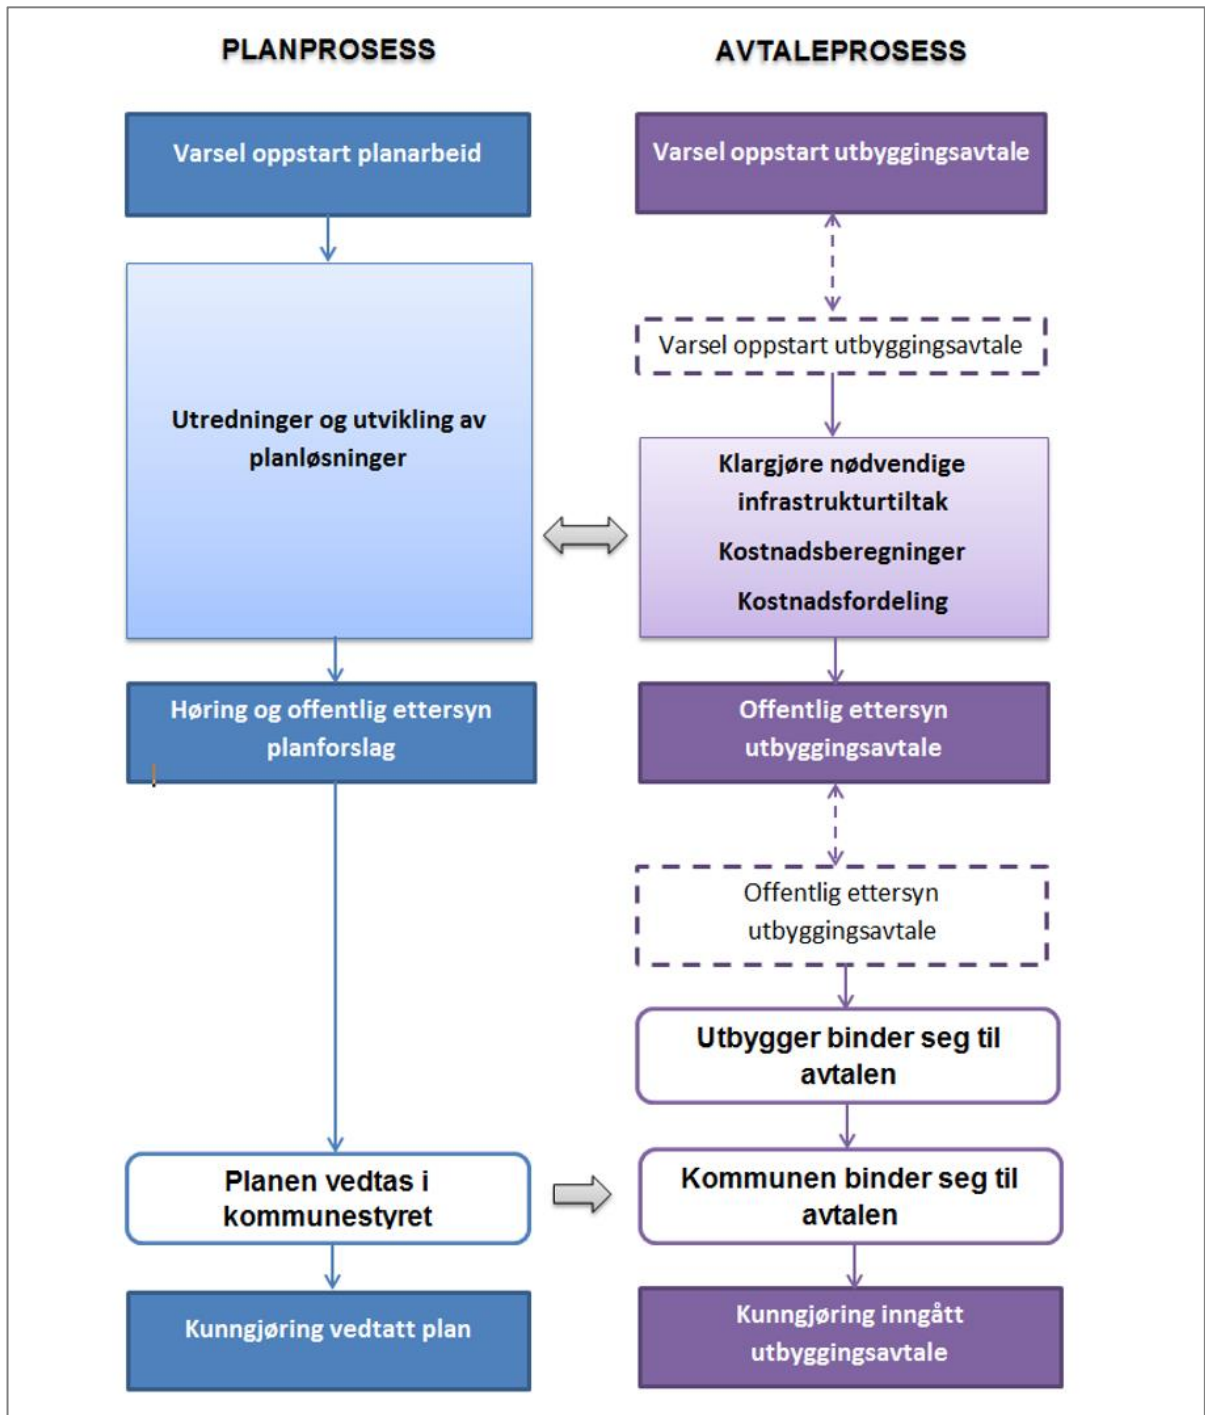 PLANPROSESS
Varsel oppstart planarbeid
Utredninger og utvikling av
planløsninger
Høring og offentlig ettersyn
planforslag
Planen vedtas i
kommunestyret
Kunngjøring vedtatt plan
AVTALEPROSESS
Varsel oppstart utbyggingsavtale
Varsel oppstart utbyggingsavtale
Klargjøre nødvendige
infrastrukturtiltak
Kostnadsberegninger
Kostnadsfordeling
Offentlig ettersyn
utbyggingsavtale
Offentlig ettersyn
utbyggingsavtale
Utbygger binder seg til
avtalen
Kommunen binder seg til
avtalen
Kunngjøring inngått
utbyggingsavtale